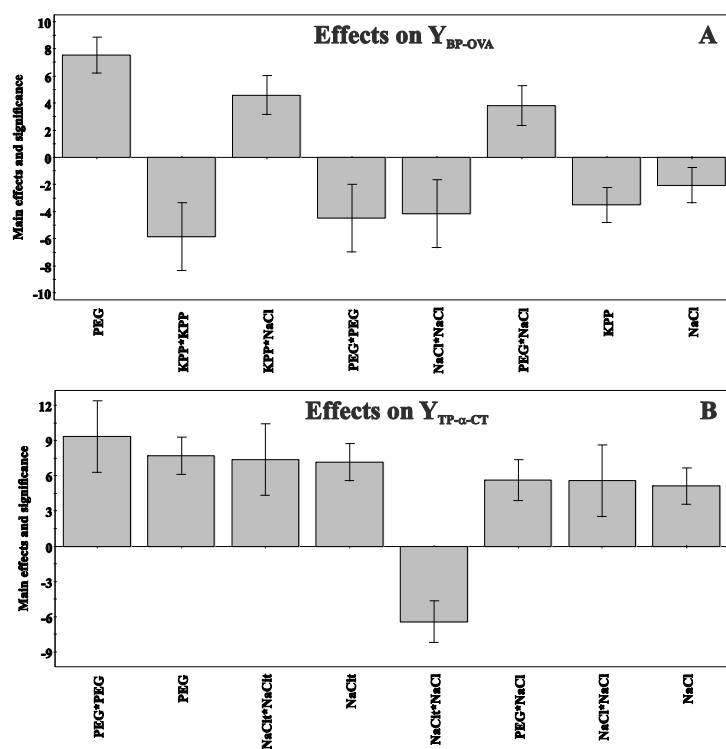 Effects on Y BP-OVA
A
Main effects and significance
10
8
6
4
2
0
-2
-4
-6
-8
-10
PEG
KPP*KPP
KPP*NaCl
PEG*PEG
NaCl*NaCl
PEG*NaCl
KPP
NaCl
Effects on Y TP-α-CT
B
Main effects and significance
12
9
6
3
0
-3
-6
-9
PEG*PEG
PEG
NaCit*NaCit
NaCit
NaCit*NaCl
PEG*NaCl
NaCl*NaCl
NaCl